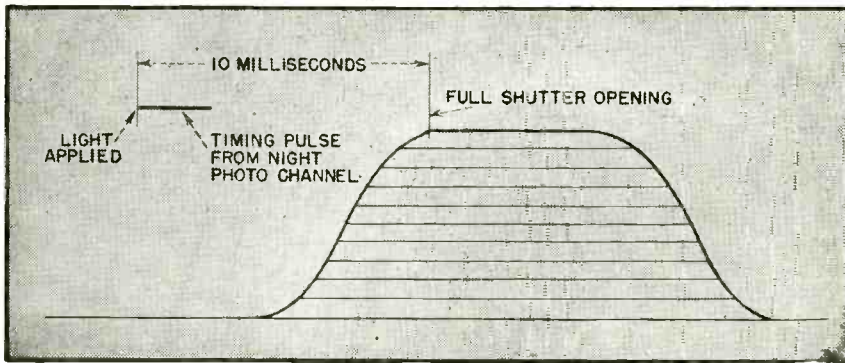 10 MILLISECONDS
FULL SHUTTER OPENING
LIGHT
APPLIED
TIMING PULSE
FROM NIGHT
PHOTO CHANNEL